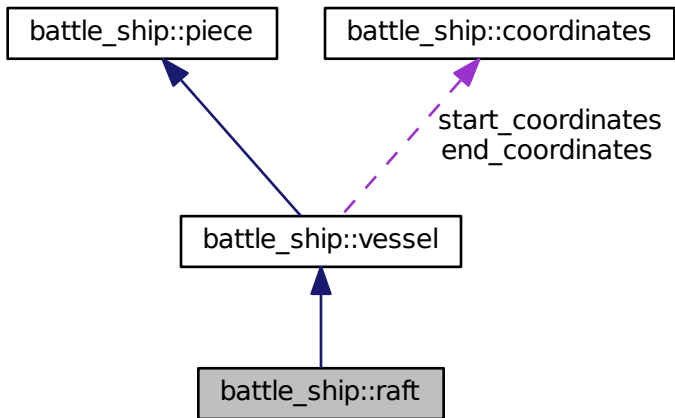 battle_ship::piece
battle_ship::coordinates
start_coordinates
end_coordinates
battle_ship::vessel
battle_ship::raft